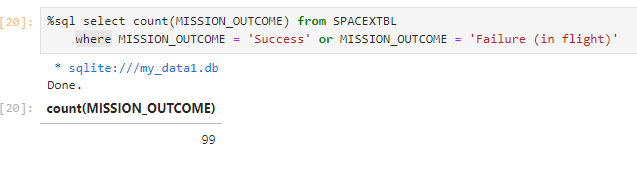 [20]: %sql select count(MISSION_OUTCOME) from SPACEXTBL
where MISSION_OUTCOME = 'Success' or MISSION_OUTCOME = 'Failure (in flight)'
* sqlite:///my_data1.db
Done.
[20]: count(MISSION_OUTCOME)
99